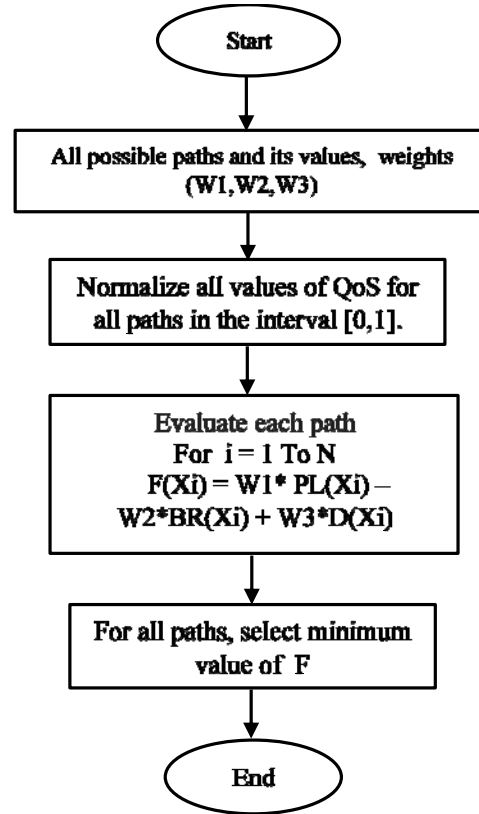 Start
All possible paths and its values, weights
(W1,W2,W3)
Normalize all values of QoS for
all paths in the interval [0,1].
Evaluate each path
For i = 1 To N
F(Xi) = W1* PL(Xi) –
W2*BR(Xi) + W3*D(Xi)
For all paths, select minimum
value of F
End